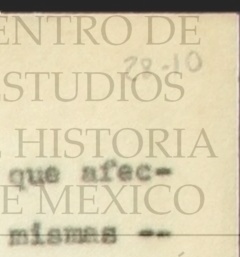 ENTRO DE
28-10
STUDIOS
HISTORIA
que afec-
E MEXICO
mismas --